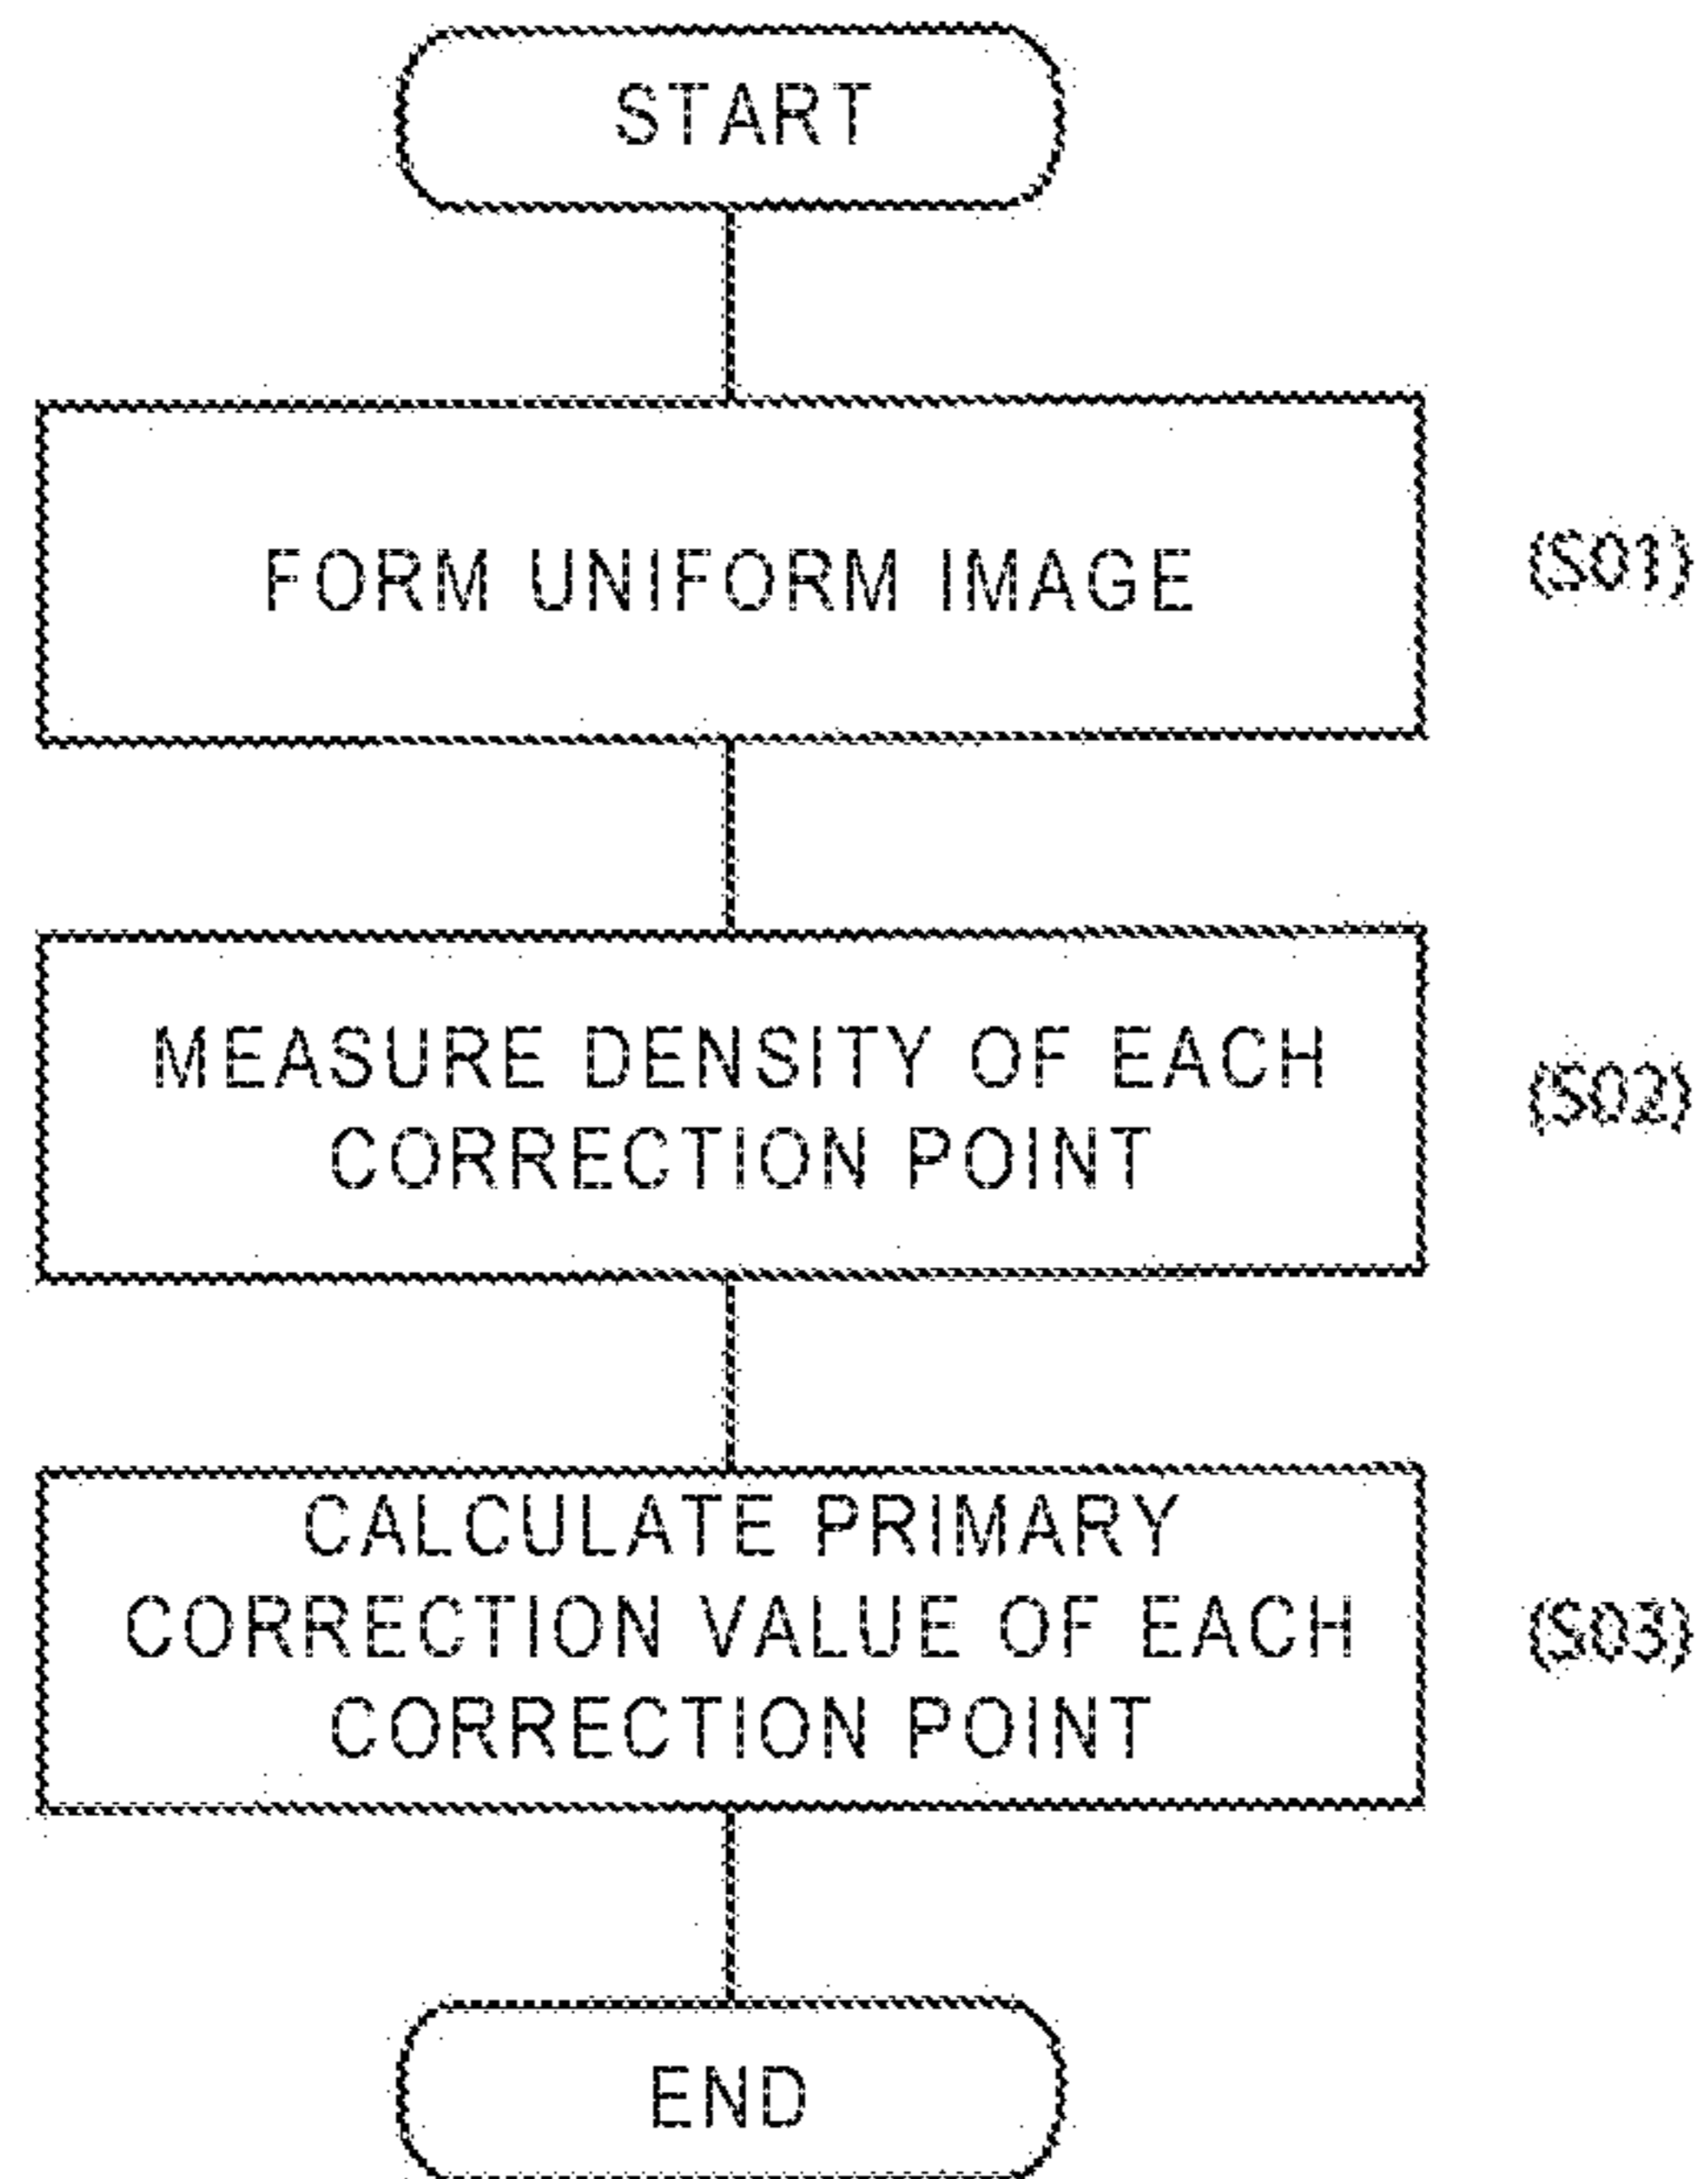 START
FORM UNIFORM IMAGE
(S01)
MEASURE DENSITY OF EACH
CORRECTION POINT
(S02)
CALCULATE PRIMARY
CORRECTION VALUE OF EACH
CORRECTION POINT
(S03)
END